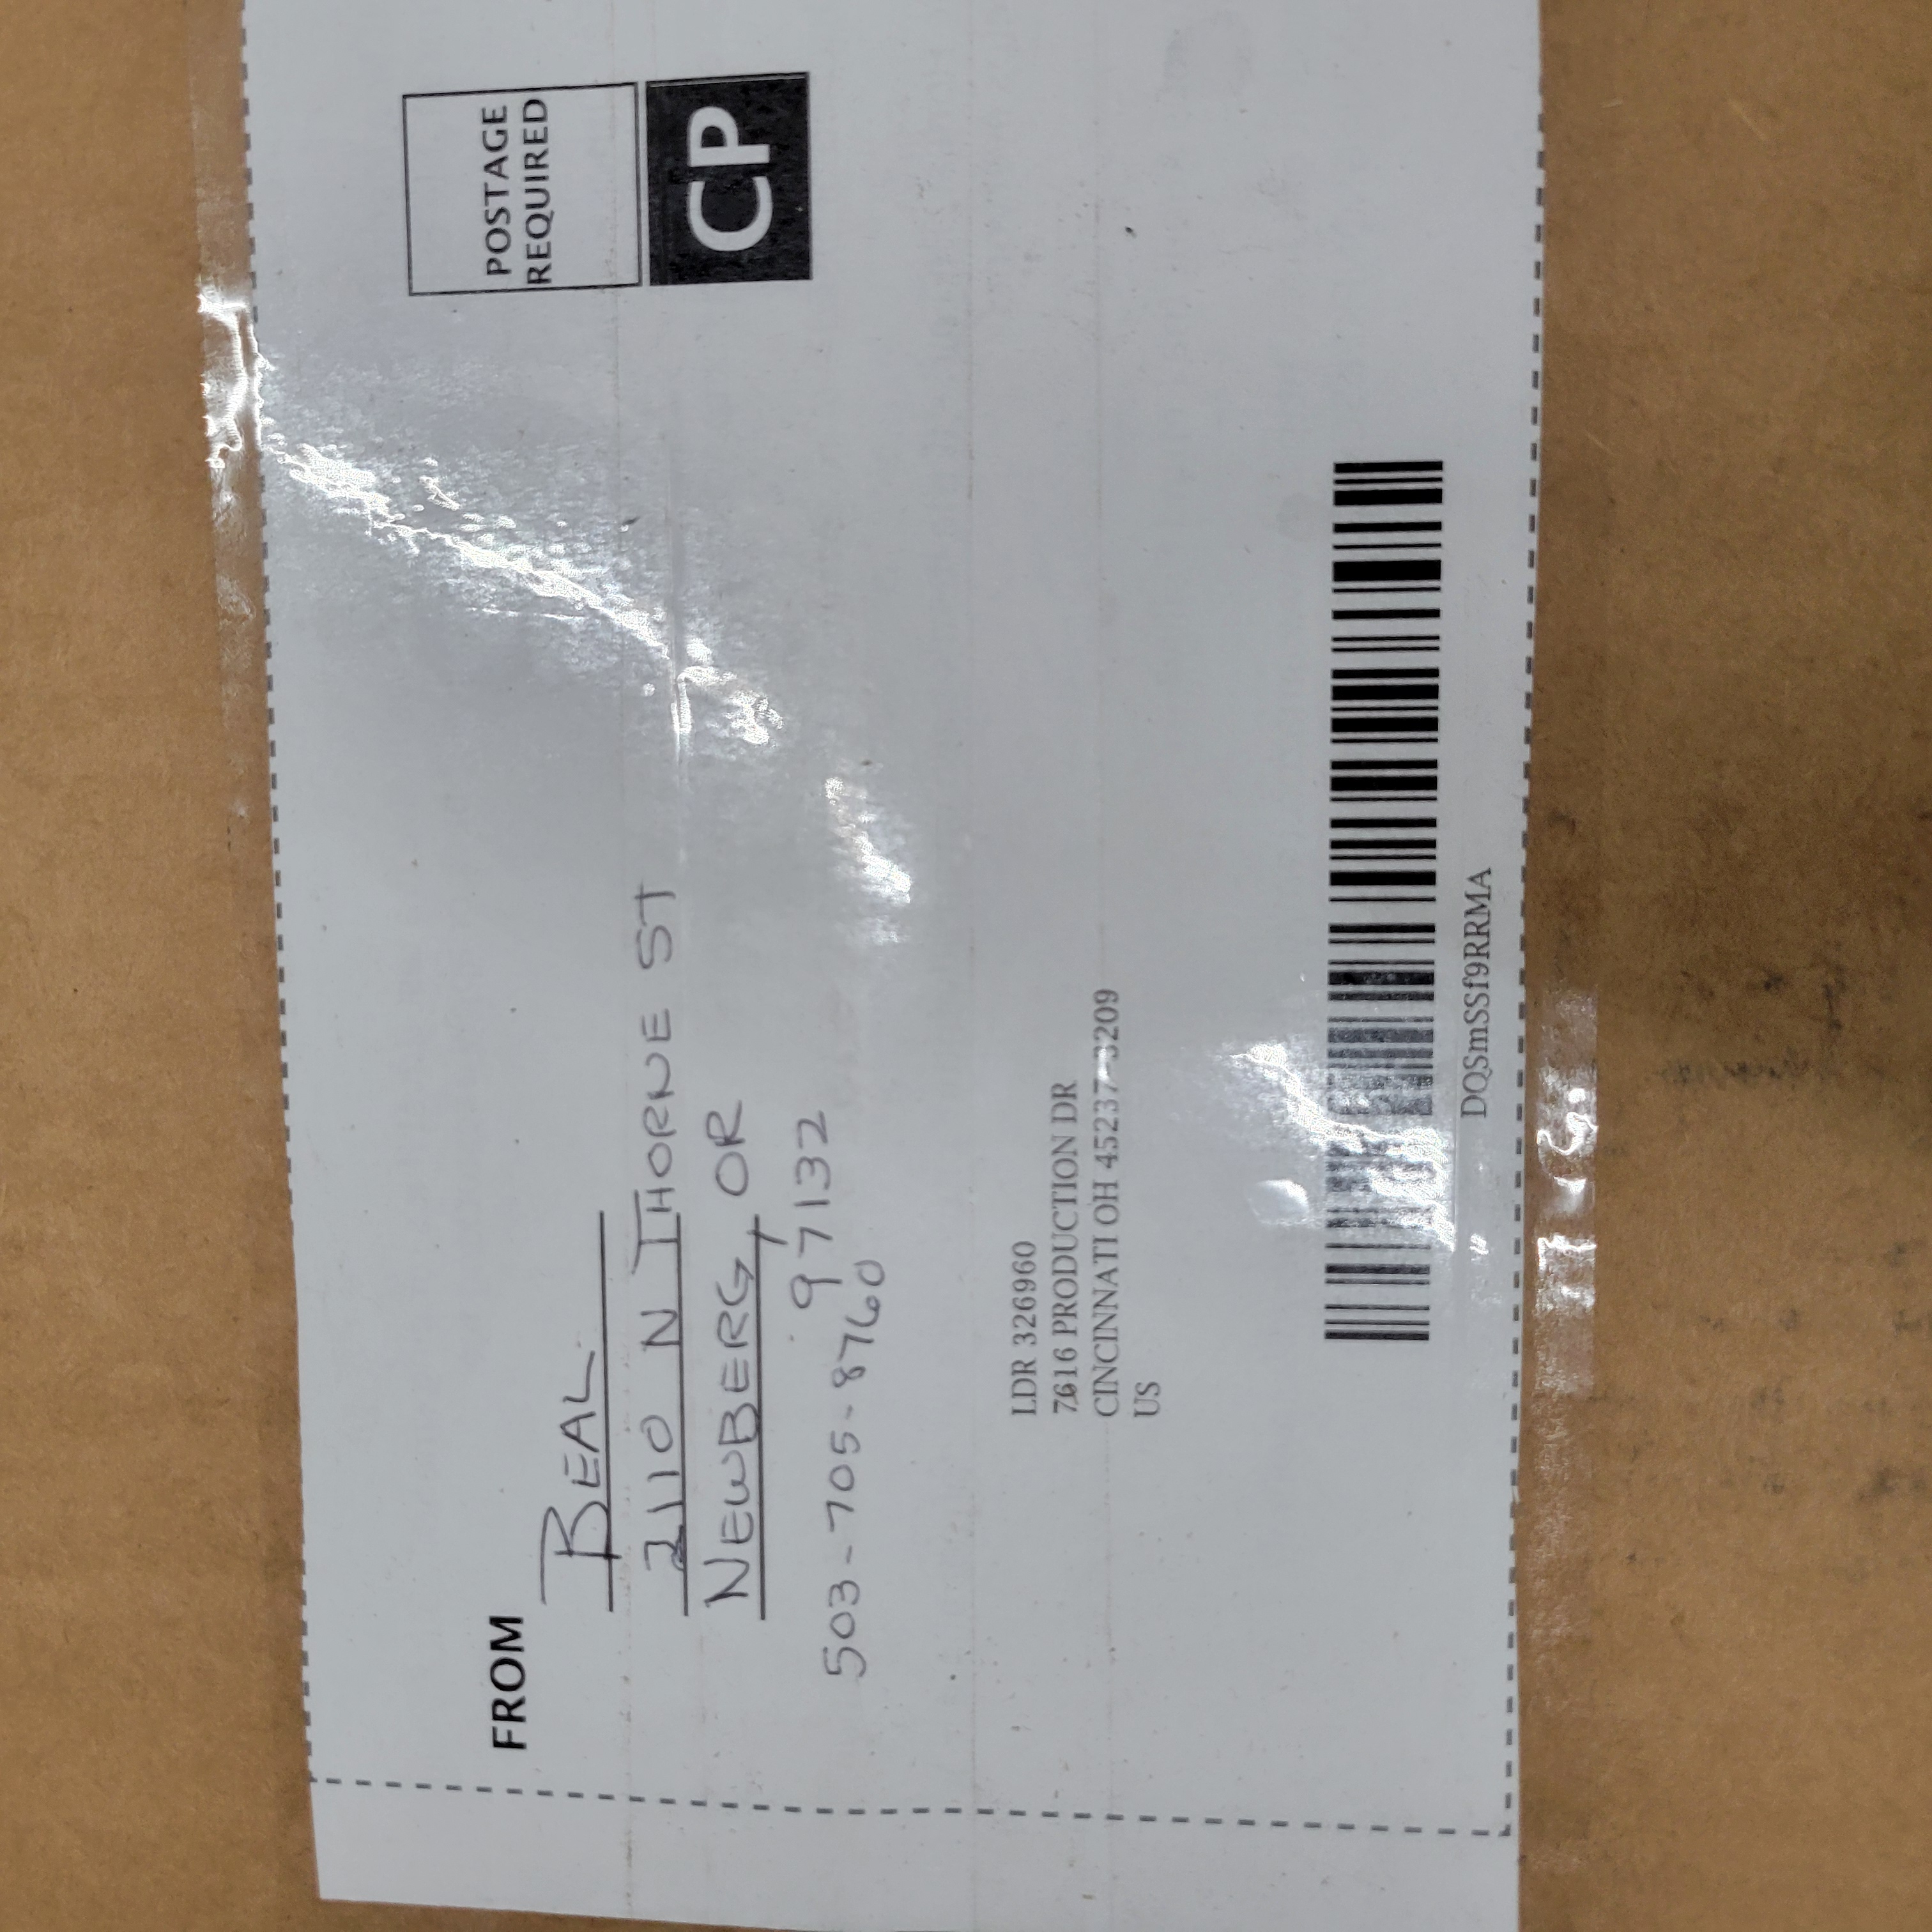 POSTAGE
REQUIRED
CP
FROM
BEAL
2110 N THORNE ST
NEWBERG, OR
97132
503-705-8760
LDR 326960
7616 PRODUCTION DR
CINCINNATI OH 45237-3209
US
DQSmSSf9RRMA